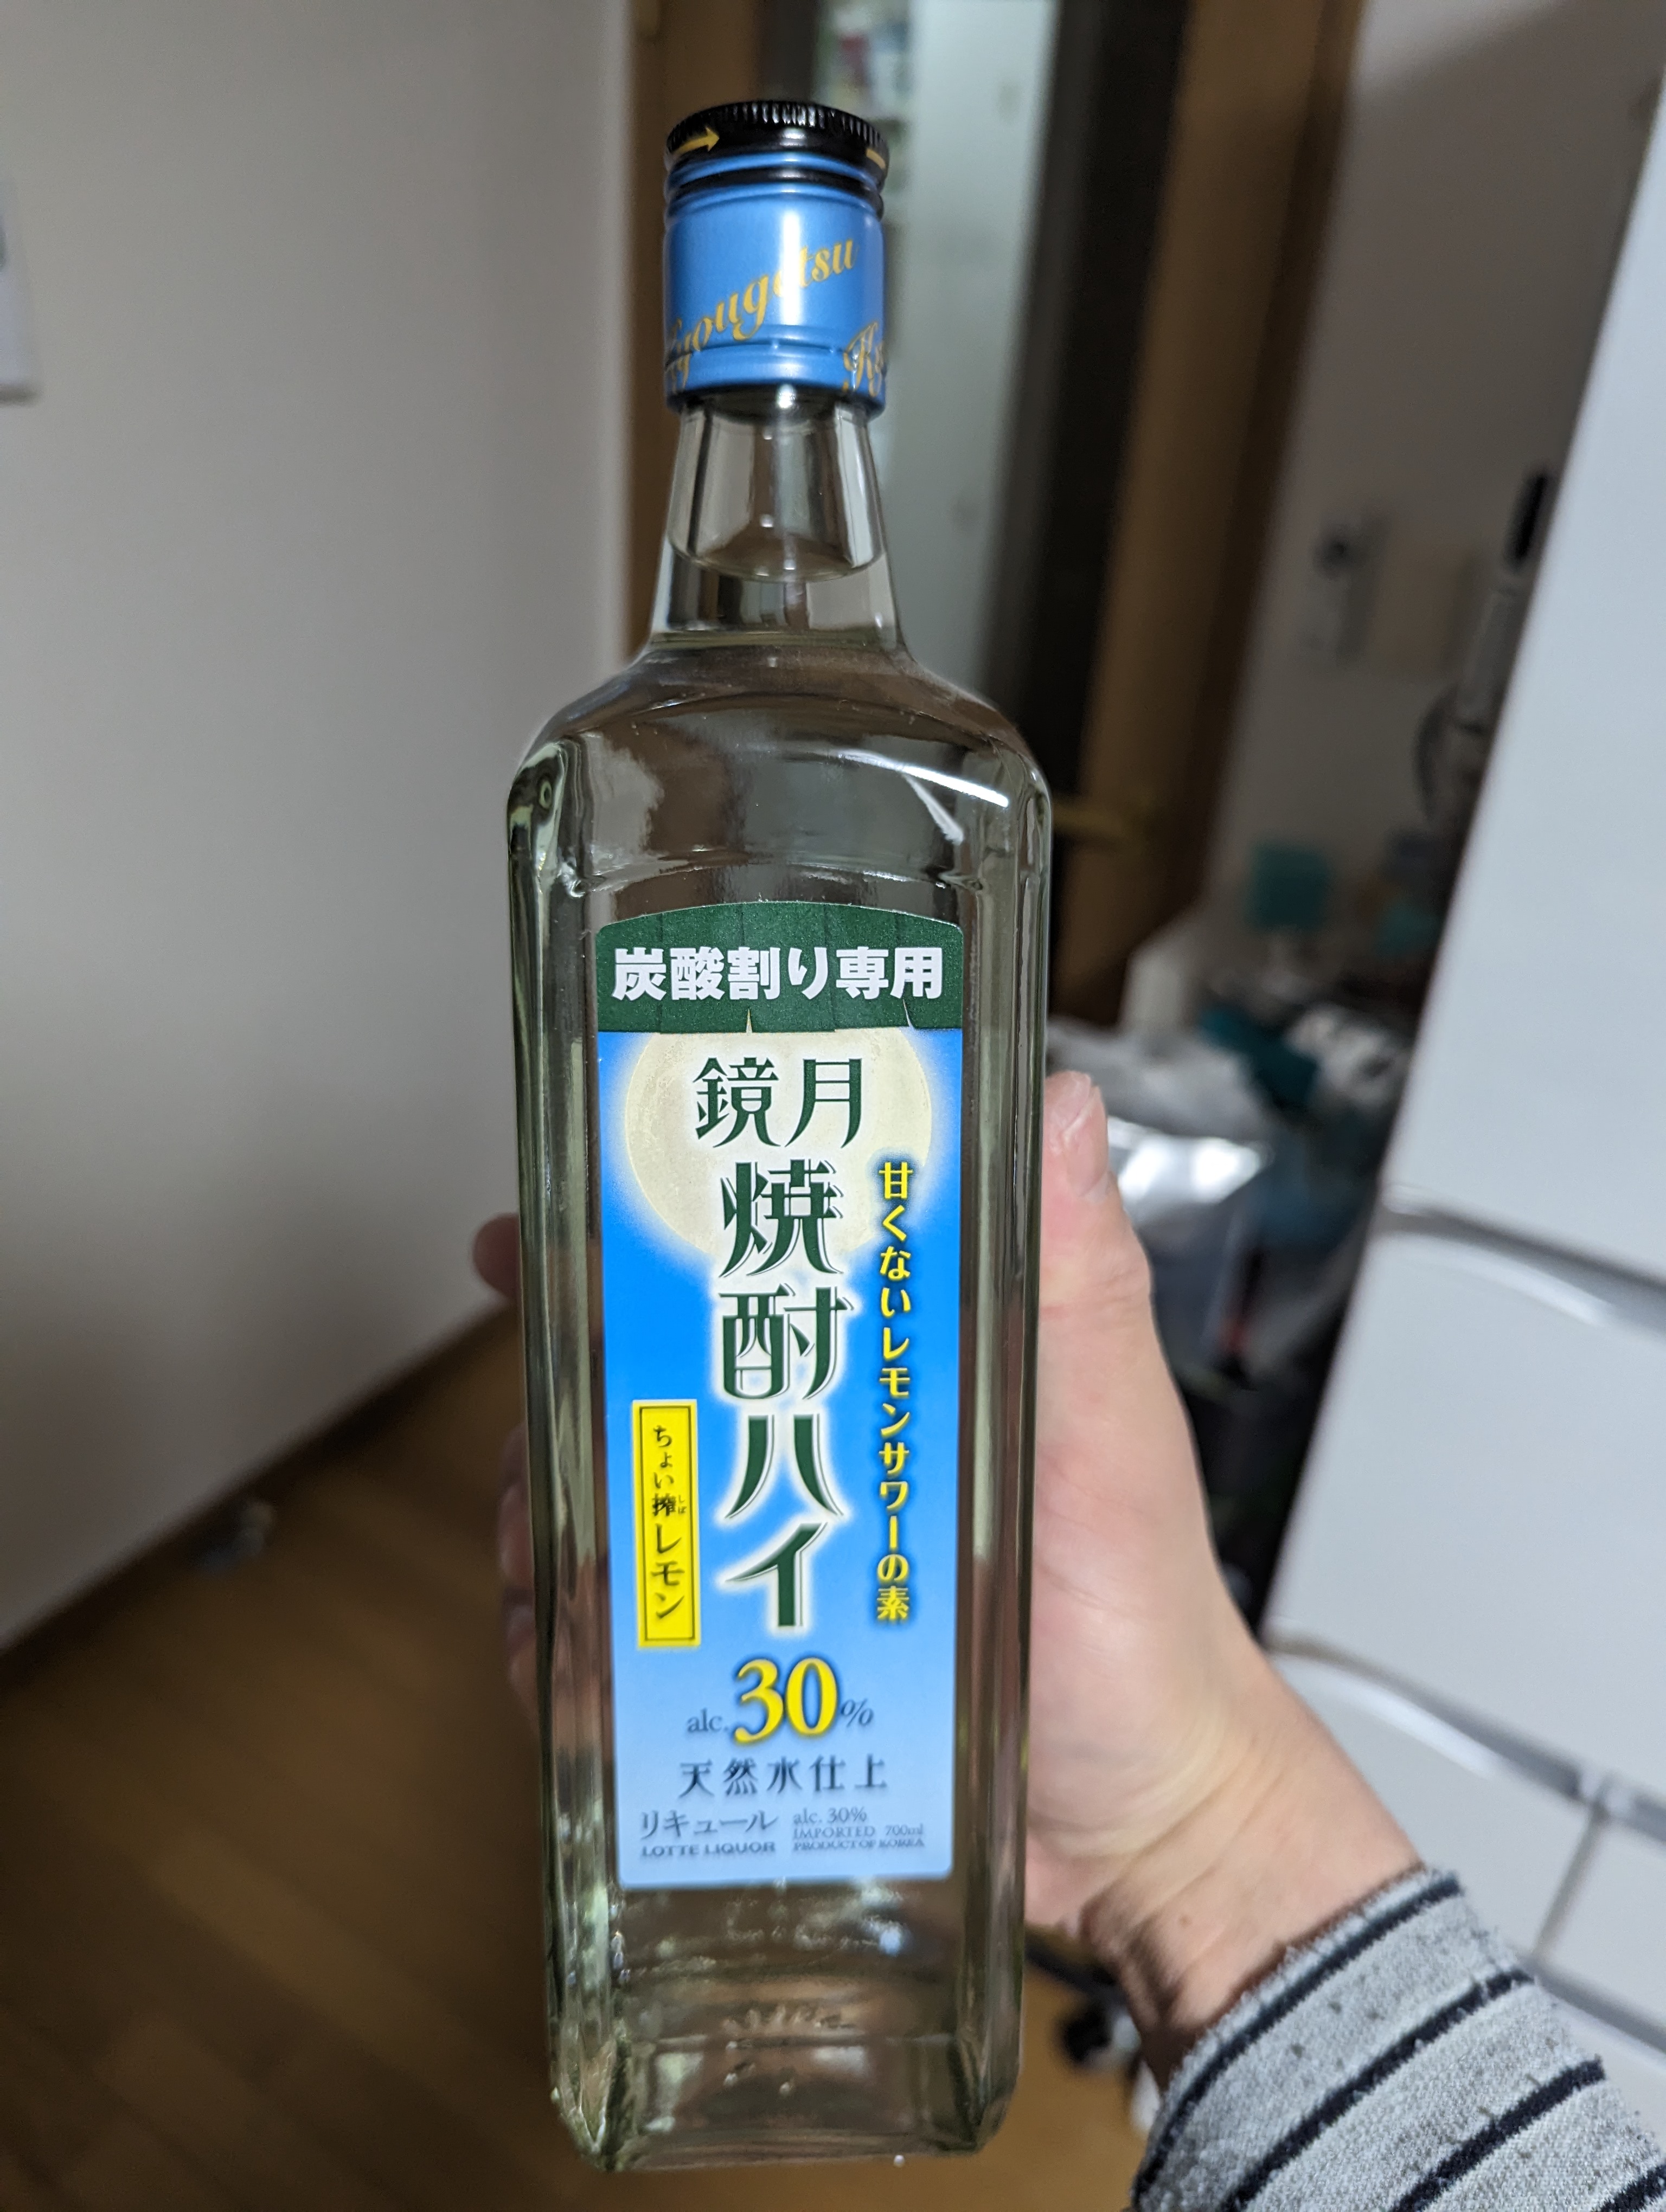 Kyougetsu
炭酸割り専用
鏡月
焼酎ハイ
甘くないレモンサワーの素
ちょい搾レモン
しぼ
alc.30%
天然水仕上
リキュール
LOTTE LIQUOR
alc. 30%
IMPORTED 700ml
PRODUCT OF KOREA